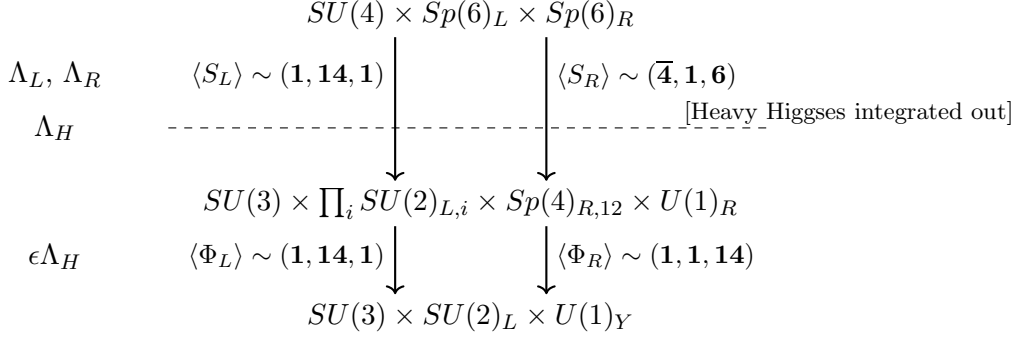 SU(4) × Sp(6)_L × Sp(6)_R
Λ_L, Λ_R ⟨S_L⟩ ∼ (𝟏, 𝟏𝟒, 𝟏) ⟨S_R⟩ ∼ (𝟒̅, 𝟏, 𝟔)
[Heavy Higgses integrated out]
Λ_H
SU(3) × ∏_i SU(2)_{L,i} × Sp(4)_{R,12} × U(1)_R
ϵΛ_H ⟨Φ_L⟩ ∼ (𝟏, 𝟏𝟒, 𝟏) ⟨Φ_R⟩ ∼ (𝟏, 𝟏, 𝟏𝟒)
SU(3) × SU(2)_L × U(1)_Y